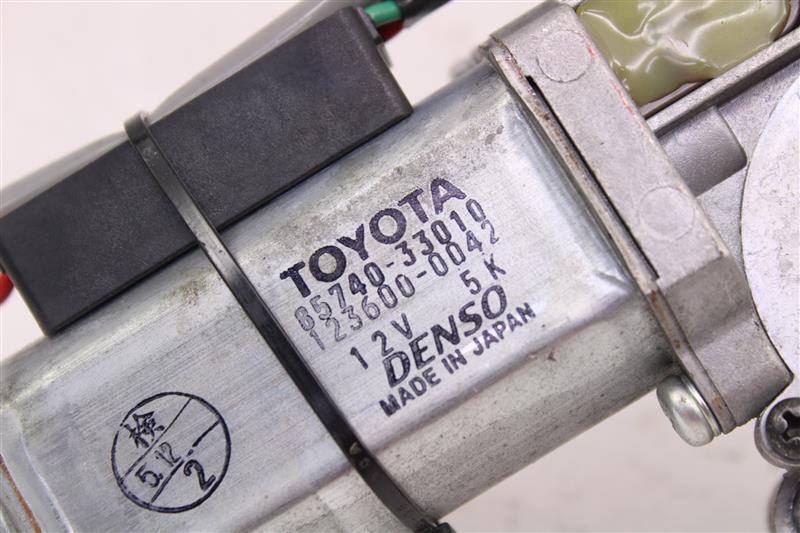 TOYOTA
85740-33010
123600-0042
12V 5K
DENSO
MADE IN JAPAN
検
5.12
2